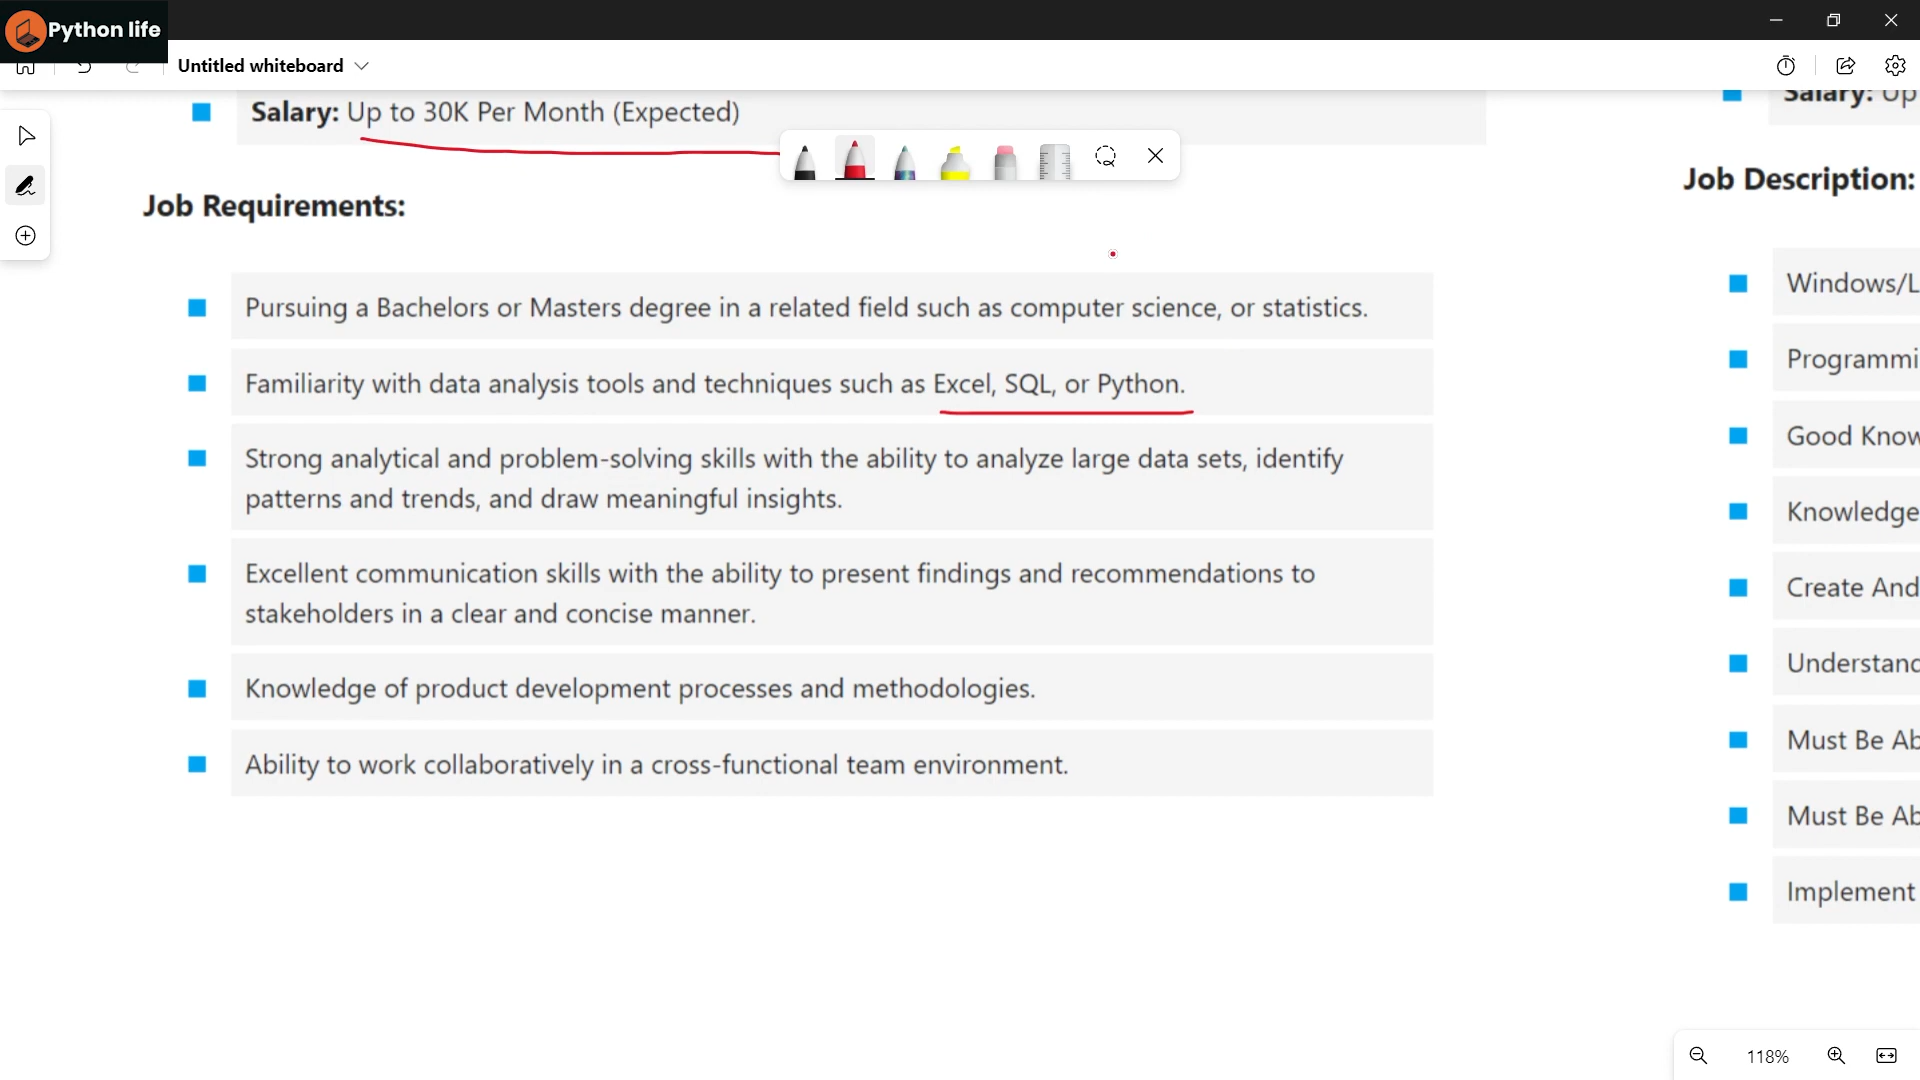 Python life
Untitled whiteboard
Salary: Up to 30K Per Month (Expected)
Job Requirements:
Pursuing a Bachelors or Masters degree in a related field such as computer science, or statistics.
Familiarity with data analysis tools and techniques such as Excel, SQL, or Python.
Strong analytical and problem-solving skills with the ability to analyze large data sets, identify
patterns and trends, and draw meaningful insights.
Excellent communication skills with the ability to present findings and recommendations to
stakeholders in a clear and concise manner.
Knowledge of product development processes and methodologies.
Ability to work collaboratively in a cross-functional team environment.
Salary: Up
Job Description:
Windows/L
Programmi
Good Know
Knowledge
Create And
Understand
Must Be Ab
Must Be Ab
Implement
118%